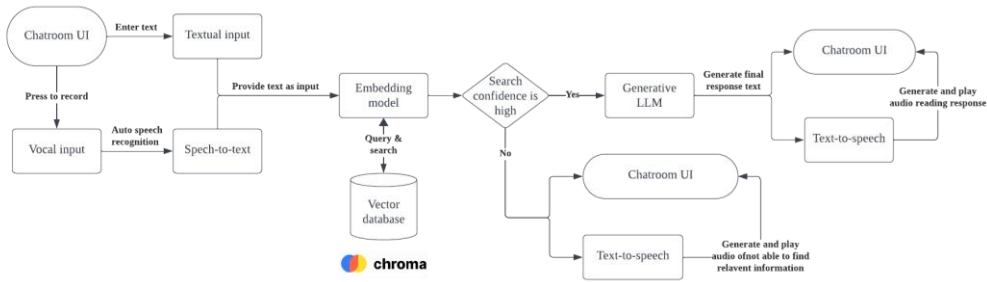 Chatroom UI
Enter text
Textual input
Press to record
Vocal input
Auto speech
recognition
Spech-to-text
Provide text as input
Embedding
model
Query &
search
Vector
database
chroma
Search
confidence is
high
Yes
Generative
LLM
Generate final
response text
Chatroom UI
Generate and play
audio reading response
Text-to-speech
No
Chatroom UI
Text-to-speech
Generate and play
audio ofnot able to find
relavent information